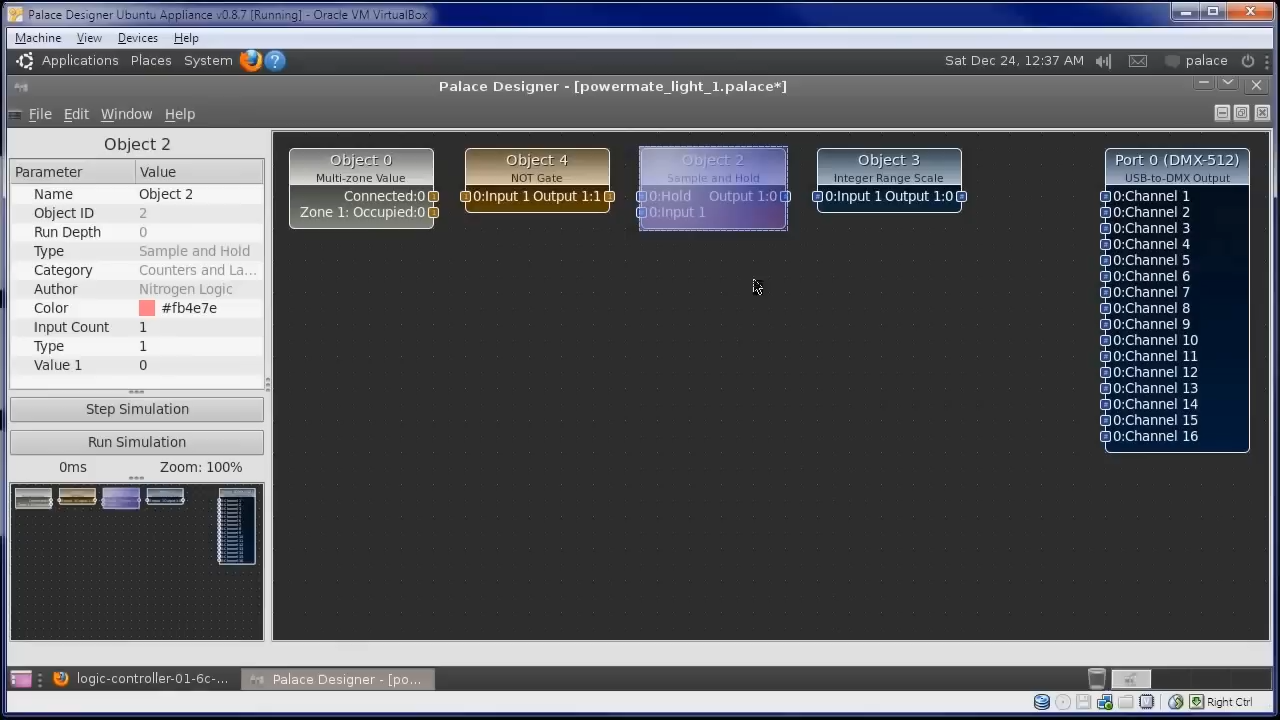 Palace Designer Ubuntu Appliance v0.8.7 [Running] - Oracle VM VirtualBox
Machine View Devices Help
Applications Places System ? Sat Dec 24, 12:37 AM palace
Palace Designer - [powermate_light_1.palace*]
File Edit Window Help
Object 2
Parameter Value
Name Object 2
Object ID 2
Run Depth 0
Type Sample and Hold
Category Counters and La...
Author Nitrogen Logic
Color #fb4e7e
Input Count 1
Type 1
Value 1 0
Step Simulation
Run Simulation
0ms Zoom: 100%
Object 0
Multi-zone Value
Connected:0
Zone 1: Occupied:0
Object 4
NOT Gate
0:Input 1 Output 1:1
Object 2
Sample and Hold
0:Hold Output 1:0
0:Input 1
Object 3
Integer Range Scale
0:Input 1 Output 1:0
Port 0 (DMX-512)
USB-to-DMX Output
0:Channel 1
0:Channel 2
0:Channel 3
0:Channel 4
0:Channel 5
0:Channel 6
0:Channel 7
0:Channel 8
0:Channel 9
0:Channel 10
0:Channel 11
0:Channel 12
0:Channel 13
0:Channel 14
0:Channel 15
0:Channel 16
logic-controller-01-6c-... Palace Designer - [po...
Right Ctrl